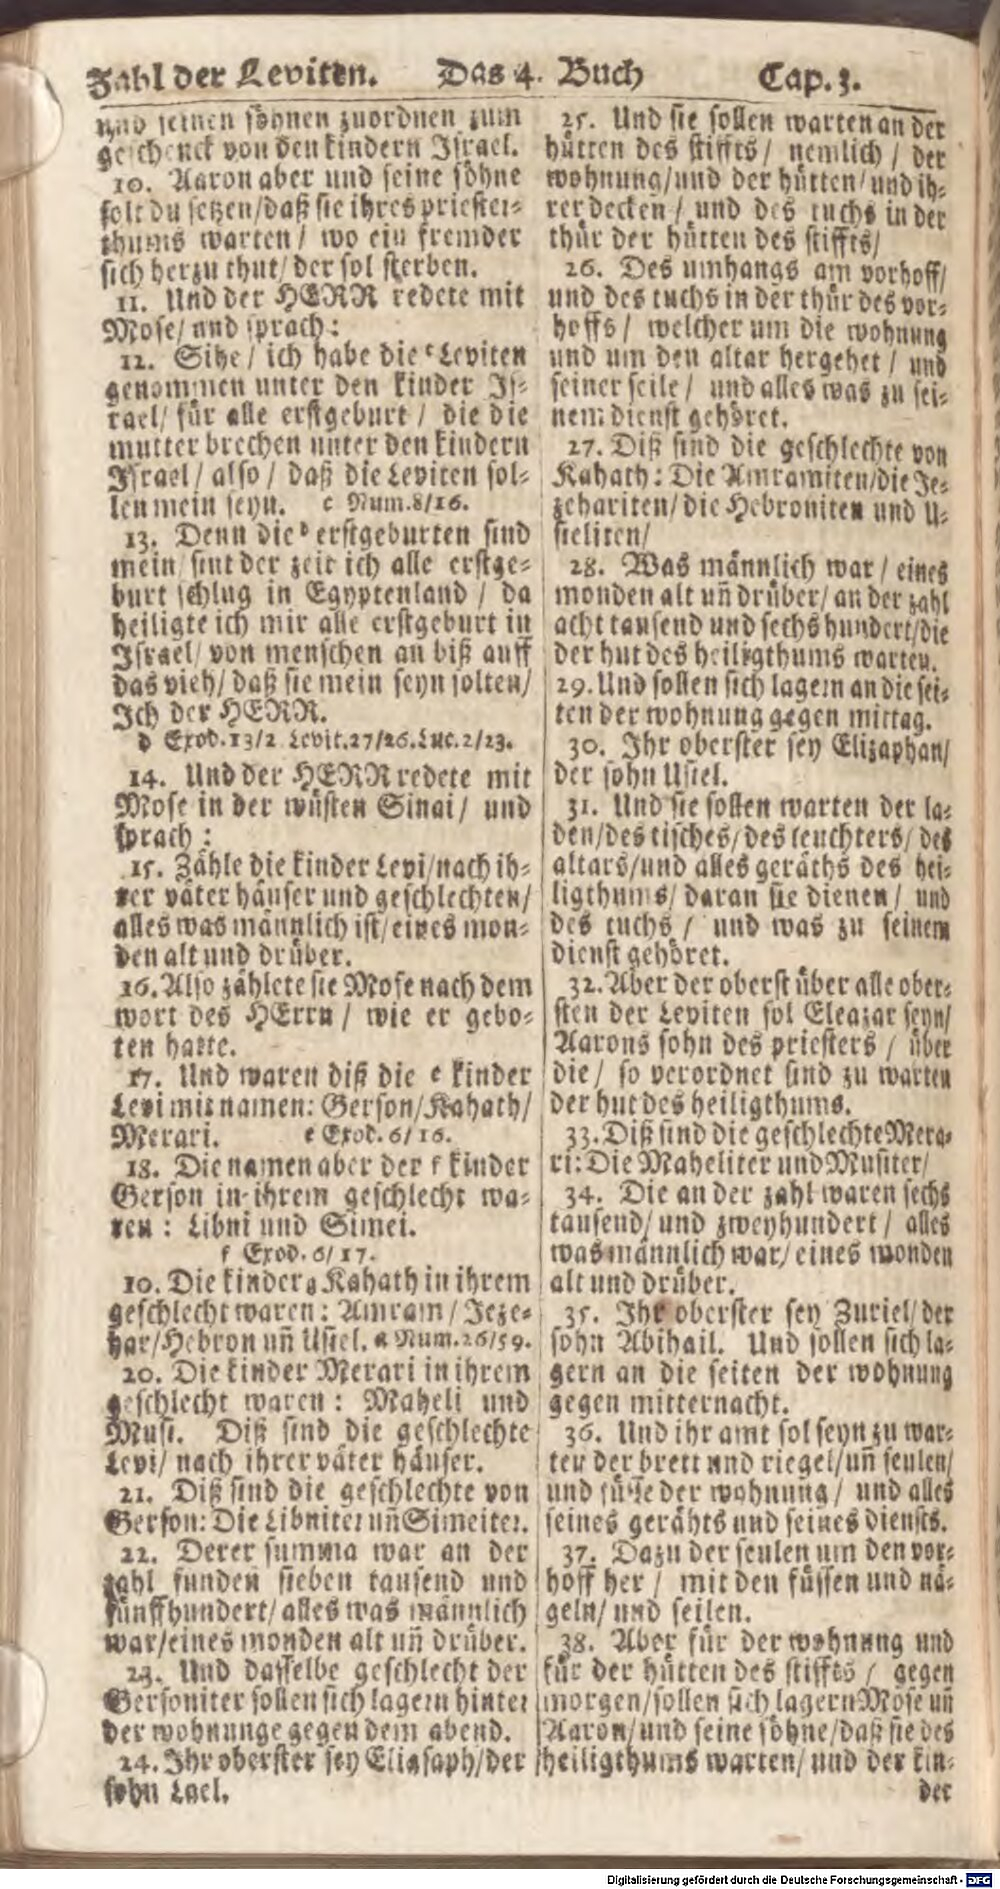 Zahl der Leviten. Das 4. Buch Cap. 3.
und seinen söhnen zuordnen zum
geschenck von den kindern Israel.
10. Aaron aber und seine söhne
solt du setzen/daß sie ihres priester-
thums warten/ wo ein fremder
sich herzu thut/ der sol sterben.
11. Und der HERR redete mit
Mose/ und sprach:
12. Sihe/ ich habe die c Leviten
genommen unter den kinder Is-
rael/ für alle erstgeburt/ die die
mutter brechen unter den kindern
Israel/ also/ daß die Leviten sol-
len mein seyn. c Num.8/16.
13. Denn die d erstgeburten sind
mein/ sint der zeit ich alle erstge-
burt schlug in Egyptenland/ da
heiligte ich mir alle erstgeburt in
Israel/ von menschen an biß auff
das vieh/ daß sie mein seyn solten/
Ich der HERR.
d Exod.13/2. Levit.27/26. Luc.2/23.
14. Und der HERR redete mit
Mose in der wüsten Sinai/ und
sprach:
15. Zähle die kinder Levi/nach ih-
rer väter häuser und geschlechten/
alles was männlich ist/eines mon-
den alt und drüber.
16. Also zählete sie Mose nach dem
wort des HErrn/ wie er gebo-
ten hatte.
17. Und waren diß die e kinder
Levi mit namen: Gerson/Kahath/
Merari. e Exod.6/16.
18. Die namen aber der f kinder
Gerson in ihrem geschlecht wa-
ren: Libni und Simei.
f Exod.6/17.
10. Die kinder g Kahath in ihrem
geschlecht waren: Amram/ Jeze-
har/Hebron uñ Usiel. g Num.26/59.
20. Die kinder Merari in ihrem
geschlecht waren: Maheli und
Musi. Diß sind die geschlechte
Levi/ nach ihrer väter häuser.
21. Diß sind die geschlechte von
Gerson: Die Libniter uñ Simeiter.
22. Derer summa war an der
zahl funden sieben tausend und
fünffhundert/ alles was männlich
war/eines monden alt uñ drüber.
23. Und dasselbe geschlecht der
Gersoniter sollen sich lagern hinter
der wohnunge gegen dem abend.
24. Ihr oberster sey Eliasaph/der
sohn Lael.
25. Und sie sollen warten an der
hütten des stiffts/ nemlich/ der
wohnung/und der hütten/und ih-
rer decken/ und des tuchs in der
thür der hütten des stiffts/
26. Des umhangs am vorhoff/
und des tuchs in der thür des vor-
hoffs/ welcher um die wohnung
und um den altar hergehet/ und
seiner seile/ und alles was zu sei-
nem dienst gehöret.
27. Diß sind die geschlechte von
Kahath: Die Amramiten/die Je-
zehariten/die Hebroniten und U-
sieliten/
28. Was männlich war/ eines
monden alt uñ drüber/ an der zahl
acht tausend und sechs hundert/die
der hut des heiligthums warten.
29. Und sollen sich lagern an die sei-
ten der wohnung gegen mittag.
30. Ihr oberster sey Elizaphan/
der sohn Usiel.
31. Und sie sollen warten der la-
den/des tisches/des leuchters/ des
altars/und alles geräths des hei-
ligthums/ daran sie dienen/ und
des tuchs/ und was zu seinem
dienst gehöret.
32. Aber der oberst über alle ober-
sten der Leviten sol Eleazar seyn/
Aarons sohn des priesters/ über
die/ so verordnet sind zu warten
der hut des heiligthums.
33. Diß sind die geschlechte Mera-
ri: Die Maheliter und Musiter/
34. Die an der zahl waren sechs
tausend/ und zweyhundert/ alles
was männlich war/ eines monden
alt und drüber.
35. Ihr oberster sey Zuriel/der
sohn Abihail. Und sollen sich la-
gern an die seiten der wohnung
gegen mitternacht.
36. Und ihr amt sol seyn zu war-
ten der brett und riegel/uñ seulen/
und füsse der wohnung/ und alles
seines gerähts und seines diensts.
37. Dazu der seulen um den vor-
hoff her/ mit den füssen und nä-
geln/ und seilen.
38. Aber für der wohnung und
für der hütten des stiffts/ gegen
morgen/sollen sich lagern Mose uñ
Aaron/und seine söhne/daß sie des
heiligthums warten/ und der kin-
der
Digitalisierung gefördert durch die Deutsche Forschungsgemeinschaft - DFG